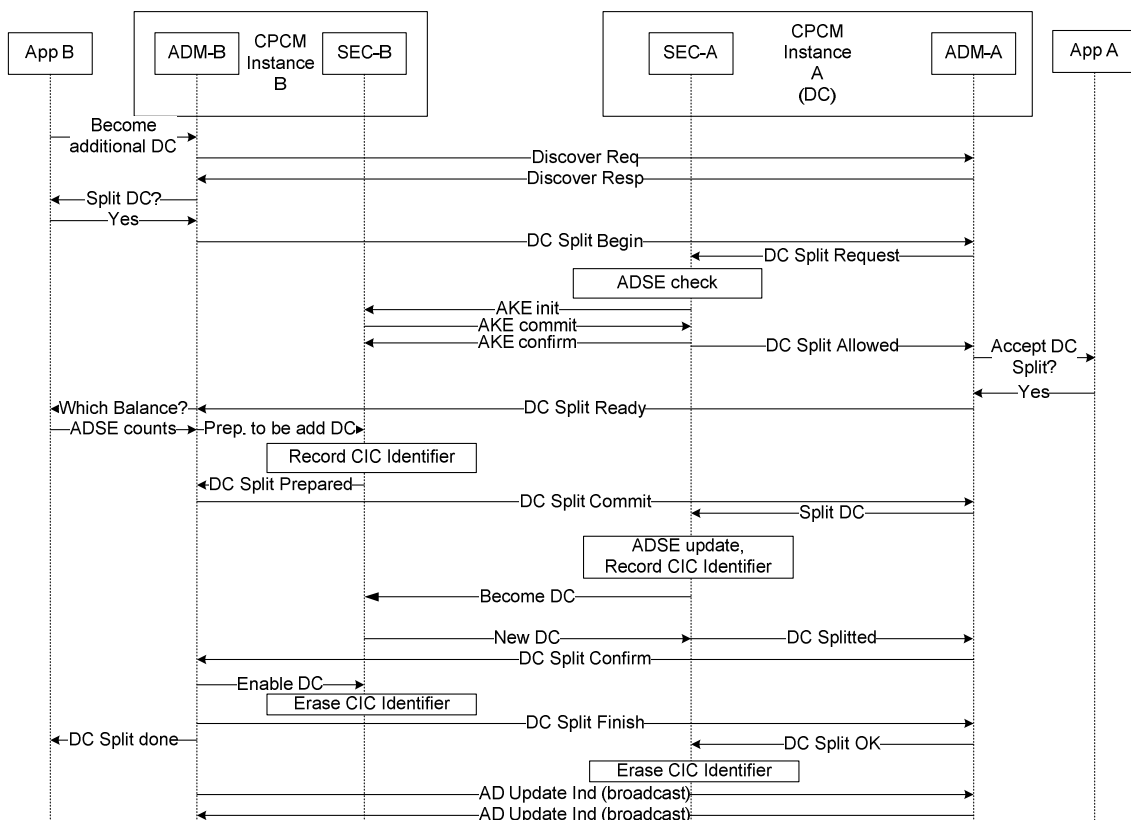 App B
ADM-B
CPCM
Instance
B
SEC-B
SEC-A
CPCM
Instance
A
(DC)
ADM-A
App A
Become
additional DC
Discover Req
Discover Resp
Split DC?
Yes
DC Split Begin
DC Split Request
ADSE check
AKE init
AKE commit
AKE confirm
DC Split Allowed
Accept DC
Split?
Yes
Which Balance?
DC Split Ready
ADSE counts
Prep. to be add DC
Record CIC Identifier
DC Split Prepared
DC Split Commit
Split DC
ADSE update,
Record CIC Identifier
Become DC
New DC
DC Splitted
DC Split Confirm
Enable DC
Erase CIC Identifier
DC Split Finish
DC Split done
DC Split OK
Erase CIC Identifier
AD Update Ind (broadcast)
AD Update Ind (broadcast)